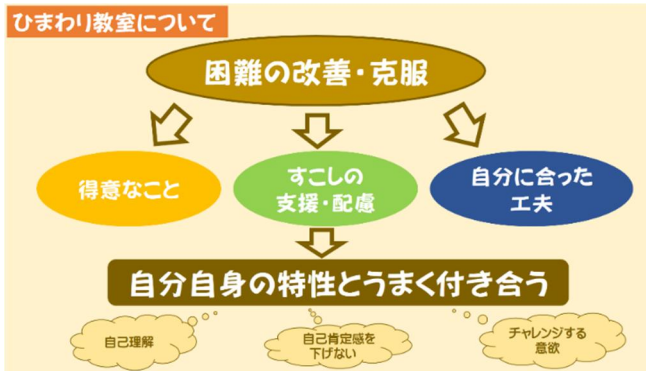 ひまわり教室について
困難の改善・克服
得意なこと
すこしの
支援・配慮
自分に合った
工夫
自分自身の特性とうまく付き合う
自己理解
自己肯定感を
下げない
チャレンジする
意欲